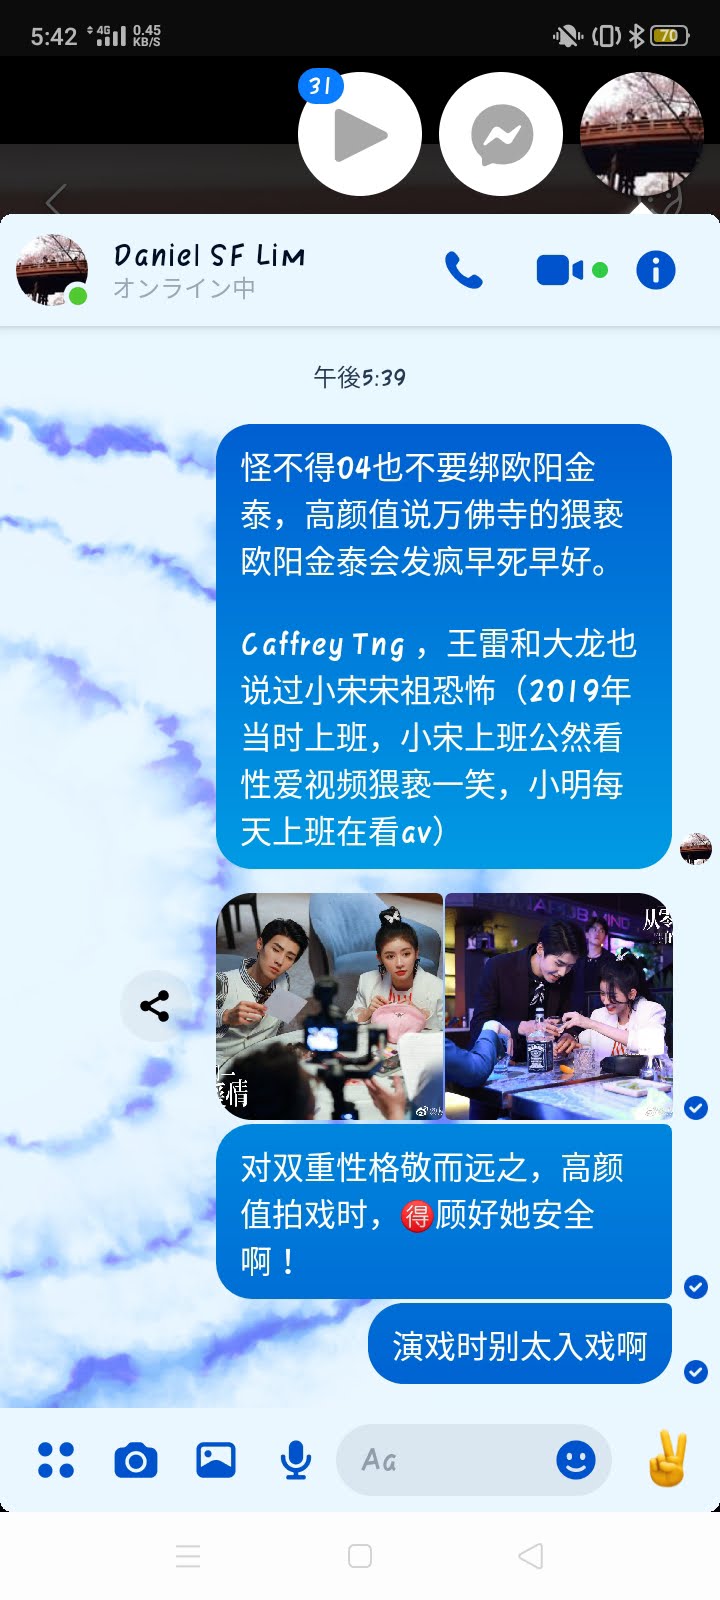 5:42 4G 0.45 KB/S 70
31
Daniel SF Lim
オンライン中
午後5:39
怪不得04也不要绑欧阳金
泰，高颜值说万佛寺的猥亵
欧阳金泰会发疯早死早好。
Caffrey Tng ，王雷和大龙也
说过小宋宋祖恐怖（2019年
当时上班，小宋上班公然看
性爱视频猥亵一笑，小明每
天上班在看av）
从零
情
对双重性格敬而远之，高颜
值拍戏时，🉐顾好她安全
啊！
演戏时别太入戏啊
Aa